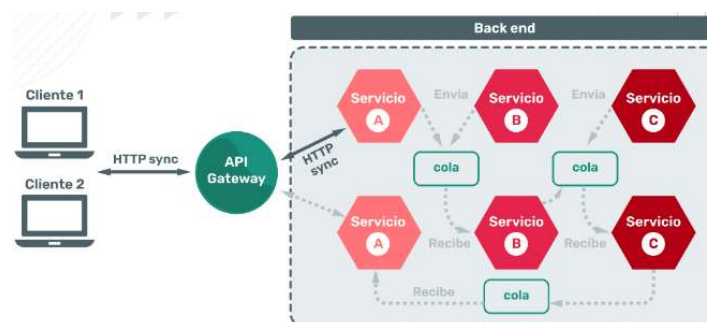 Back end
Cliente 1
HTTP sync
Cliente 2
API
Gateway
HTTP
sync
Servicio
A
Envia
Servicio
B
Envia
Servicio
C
cola
cola
Servicio
A
Recibe
Servicio
B
Recibe
Servicio
C
Recibe
cola